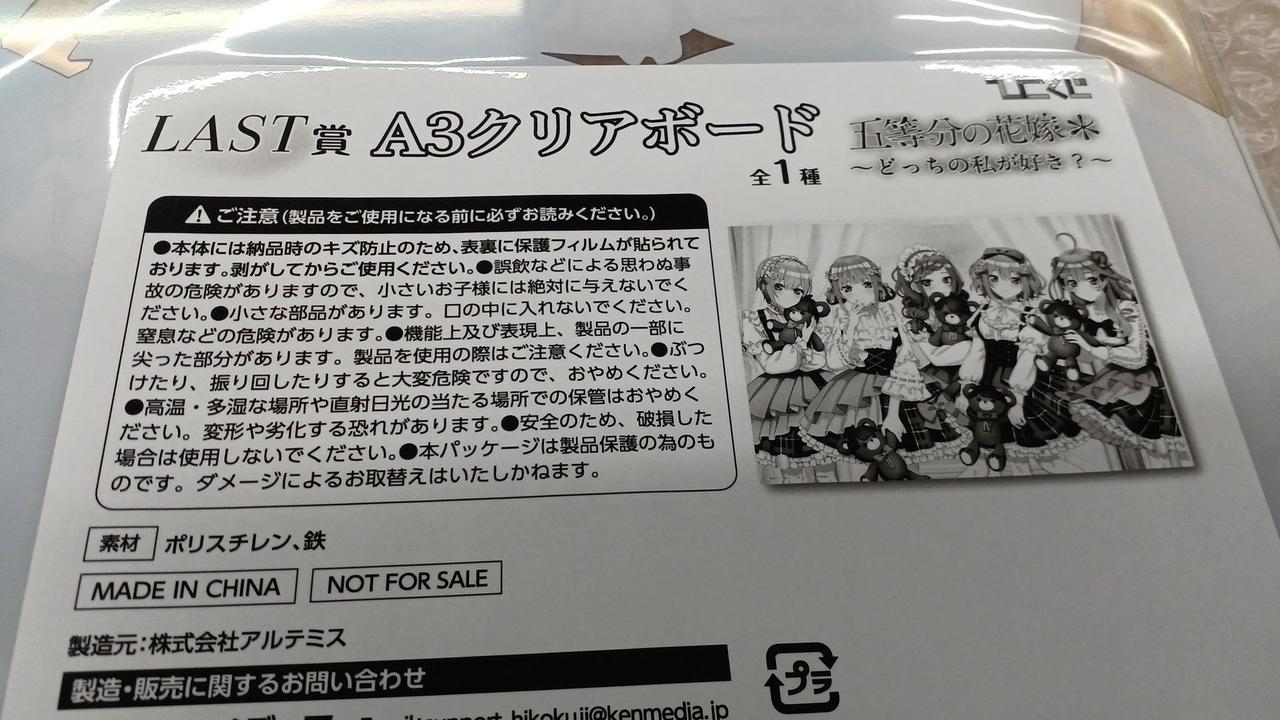 ひこくじ
LAST賞 A3クリアボード
全1種
五等分の花嫁＊
～どっちの私が好き？～
ご注意(製品をご使用になる前に必ずお読みください。)
●本体には納品時のキズ防止のため、表裏に保護フィルムが貼られて
おります。剥がしてからご使用ください。●誤飲などによる思わぬ事
故の危険がありますので、小さいお子様には絶対に与えないでく
ださい。●小さな部品があります。口の中に入れないでください。
窒息などの危険があります。●機能上及び表現上、製品の一部に
尖った部分があります。製品を使用の際はご注意ください。●ぶつ
けたり、振り回したりすると大変危険ですので、おやめください。
●高温・多湿な場所や直射日光の当たる場所での保管はおやめく
ださい。変形や劣化する恐れがあります。●安全のため、破損した
場合は使用しないでください。●本パッケージは製品保護の為のも
のです。ダメージによるお取替えはいたしかねます。
素材 ポリスチレン、鉄
MADE IN CHINA NOT FOR SALE
製造元：株式会社アルテミス
製造・販売に関するお問い合わせ
プラ
hikokuji@kenmedia.jp